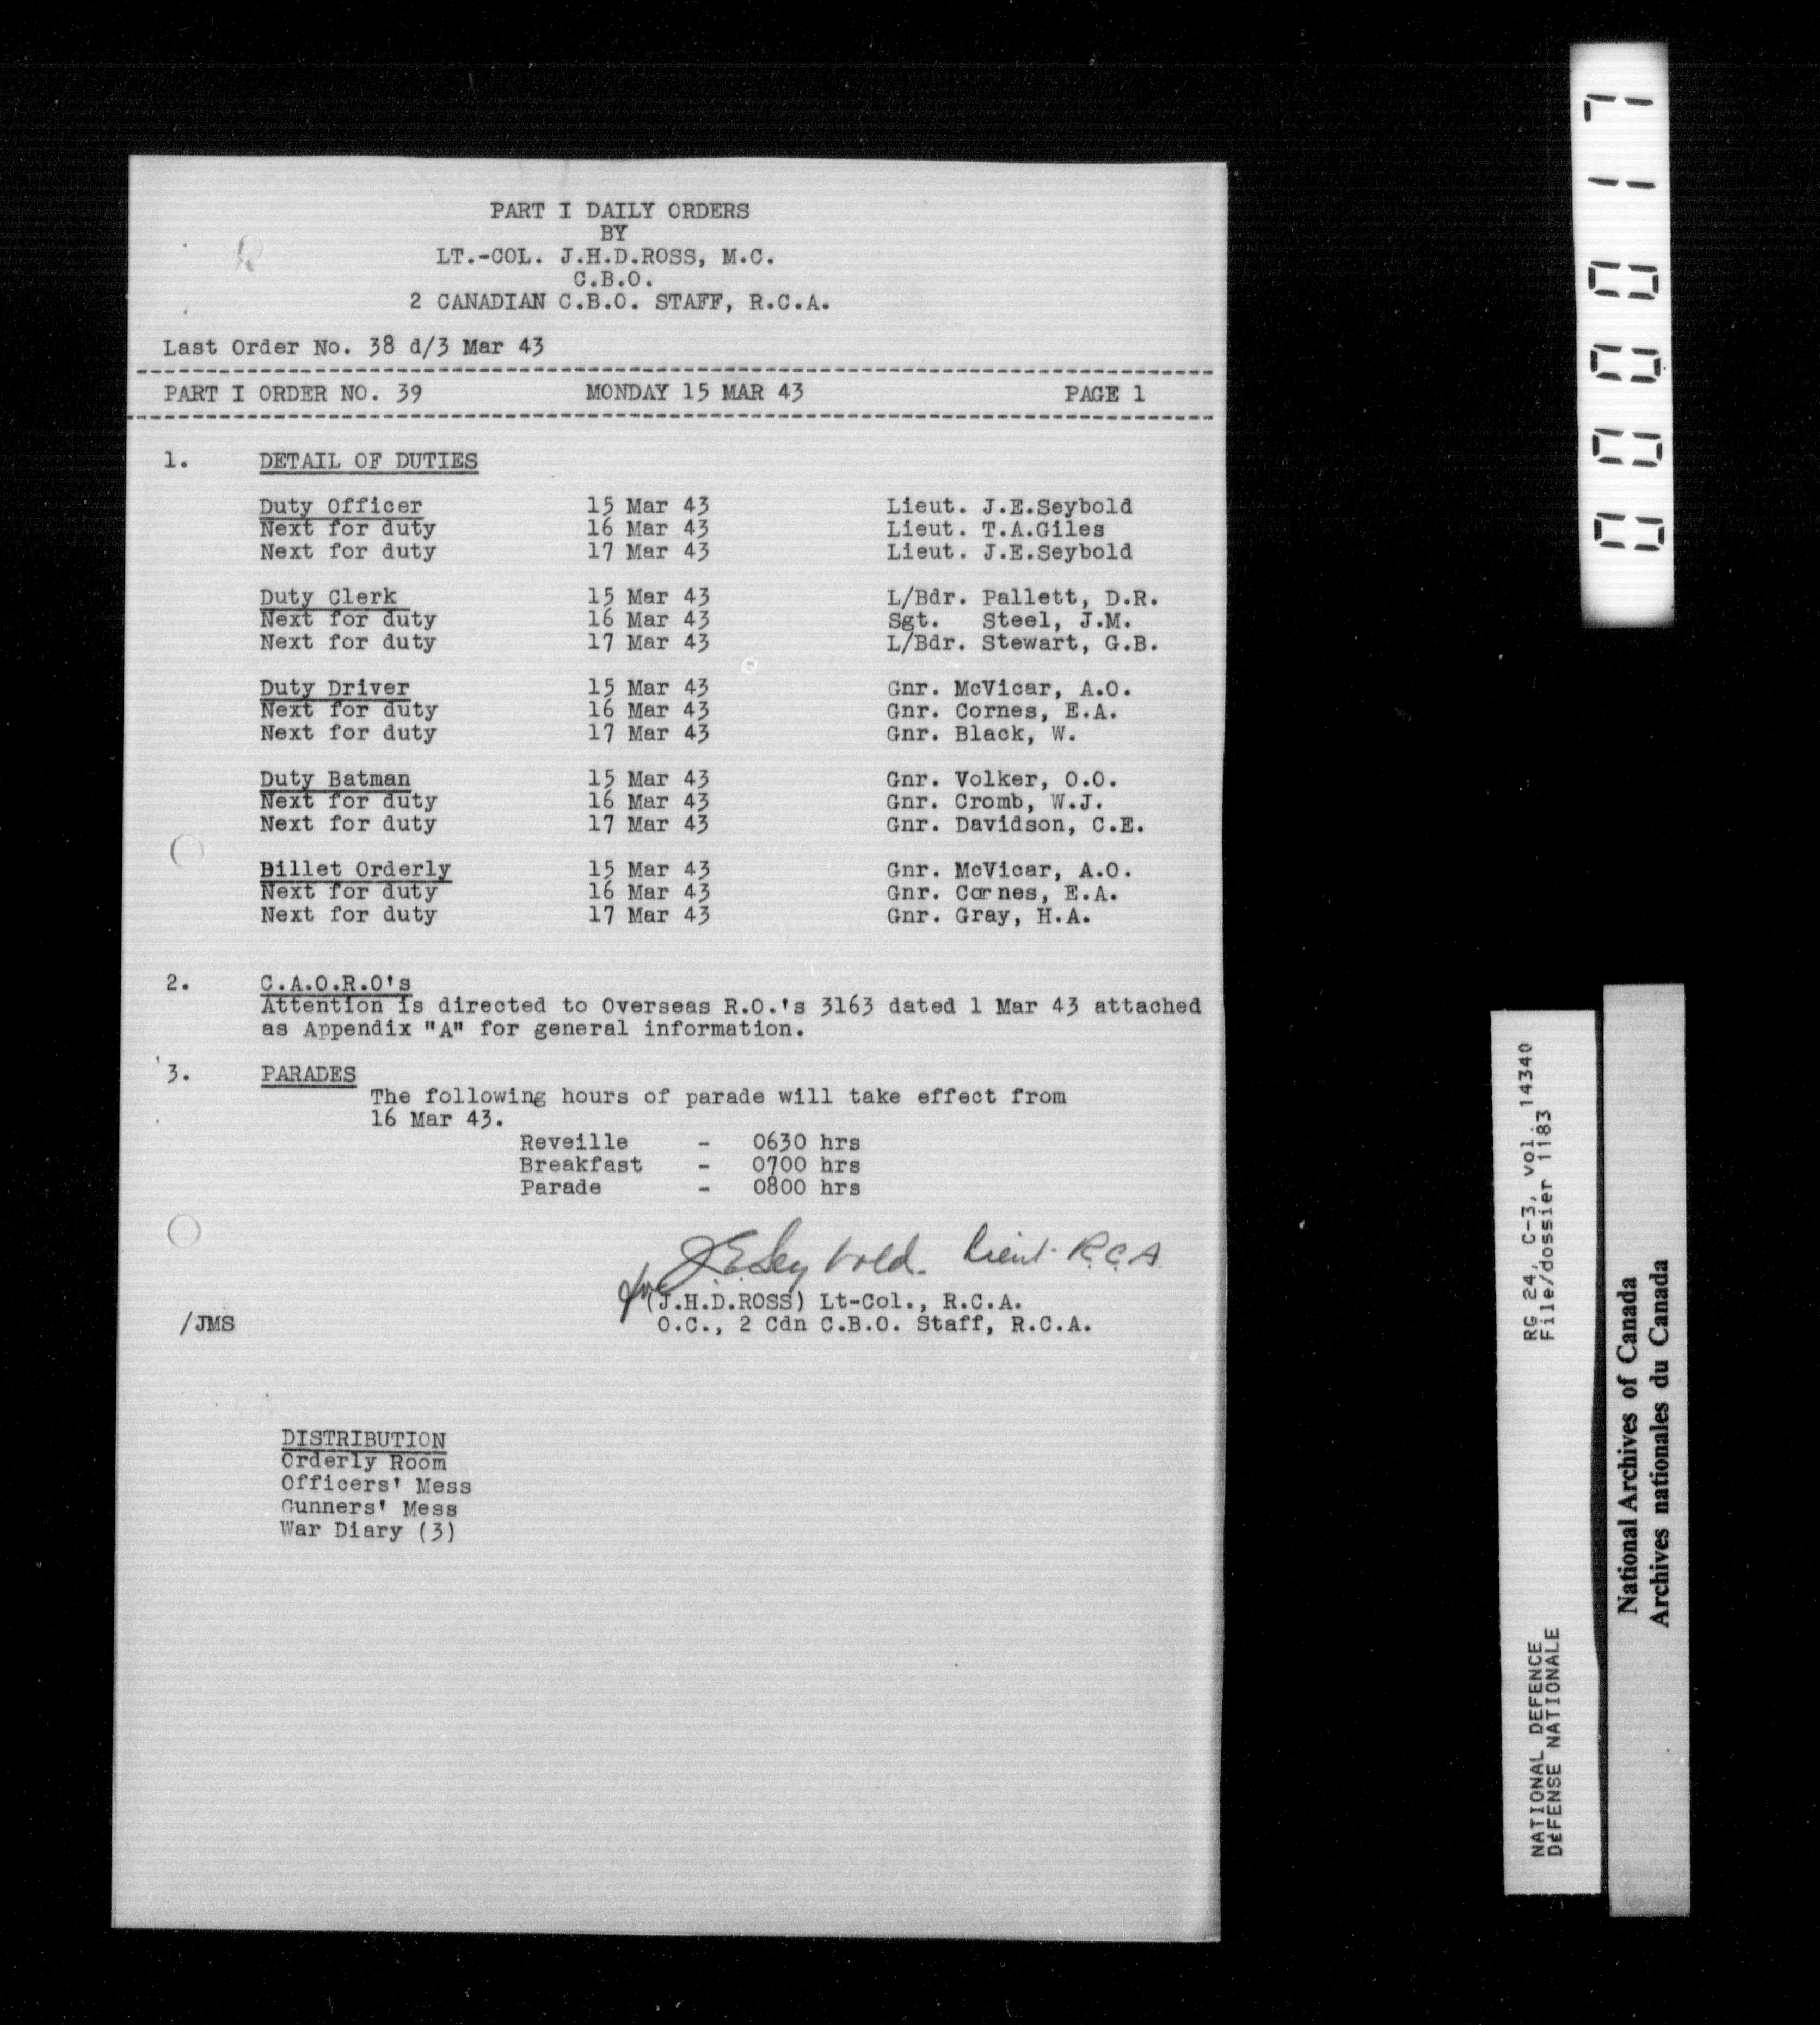 PART I DAILY ORDERS
BY
LT.-COL. J.H.D.ROSS, M.C.
C.B.O.
2 CANADIAN C.B.O. STAFF, R.C.A.
Last Order No. 38 d/3 Mar 43
PART I ORDER NO. 39 MONDAY 15 MAR 43 PAGE 1
1. DETAIL OF DUTIES
Duty Officer 15 Mar 43 Lieut. J.E.Seybold
Next for duty 16 Mar 43 Lieut. T.A.Giles
Next for duty 17 Mar 43 Lieut. J.E.Seybold
Duty Clerk 15 Mar 43 L/Bdr. Pallett, D.R.
Next for duty 16 Mar 43 Sgt. Steel, J.M.
Next for duty 17 Mar 43 L/Bdr. Stewart, G.B.
Duty Driver 15 Mar 43 Gnr. McVicar, A.O.
Next for duty 16 Mar 43 Gnr. Cornes, E.A.
Next for duty 17 Mar 43 Gnr. Black, W.
Duty Batman 15 Mar 43 Gnr. Volker, O.O.
Next for duty 16 Mar 43 Gnr. Cromb, W.J.
Next for duty 17 Mar 43 Gnr. Davidson, C.E.
Billet Orderly 15 Mar 43 Gnr. McVicar, A.O.
Next for duty 16 Mar 43 Gnr. Cornes, E.A.
Next for duty 17 Mar 43 Gnr. Gray, H.A.
2. C.A.O.R.O's
Attention is directed to Overseas R.O.'s 3163 dated 1 Mar 43 attached
as Appendix "A" for general information.
3. PARADES
The following hours of parade will take effect from
16 Mar 43.
Reveille - 0630 hrs
Breakfast - 0700 hrs
Parade - 0800 hrs
J.E.Seybold. Lieut. R.C.A.
for (J.H.D.ROSS) Lt-Col., R.C.A.
/JMS O.C., 2 Cdn C.B.O. Staff, R.C.A.
DISTRIBUTION
Orderly Room
Officers' Mess
Gunners' Mess
War Diary (3)
000017
NATIONAL DEFENCE RG 24, C-3, vol. 14340
DÉFENSE NATIONALE File/dossier 1183
National Archives of Canada
Archives nationales du Canada